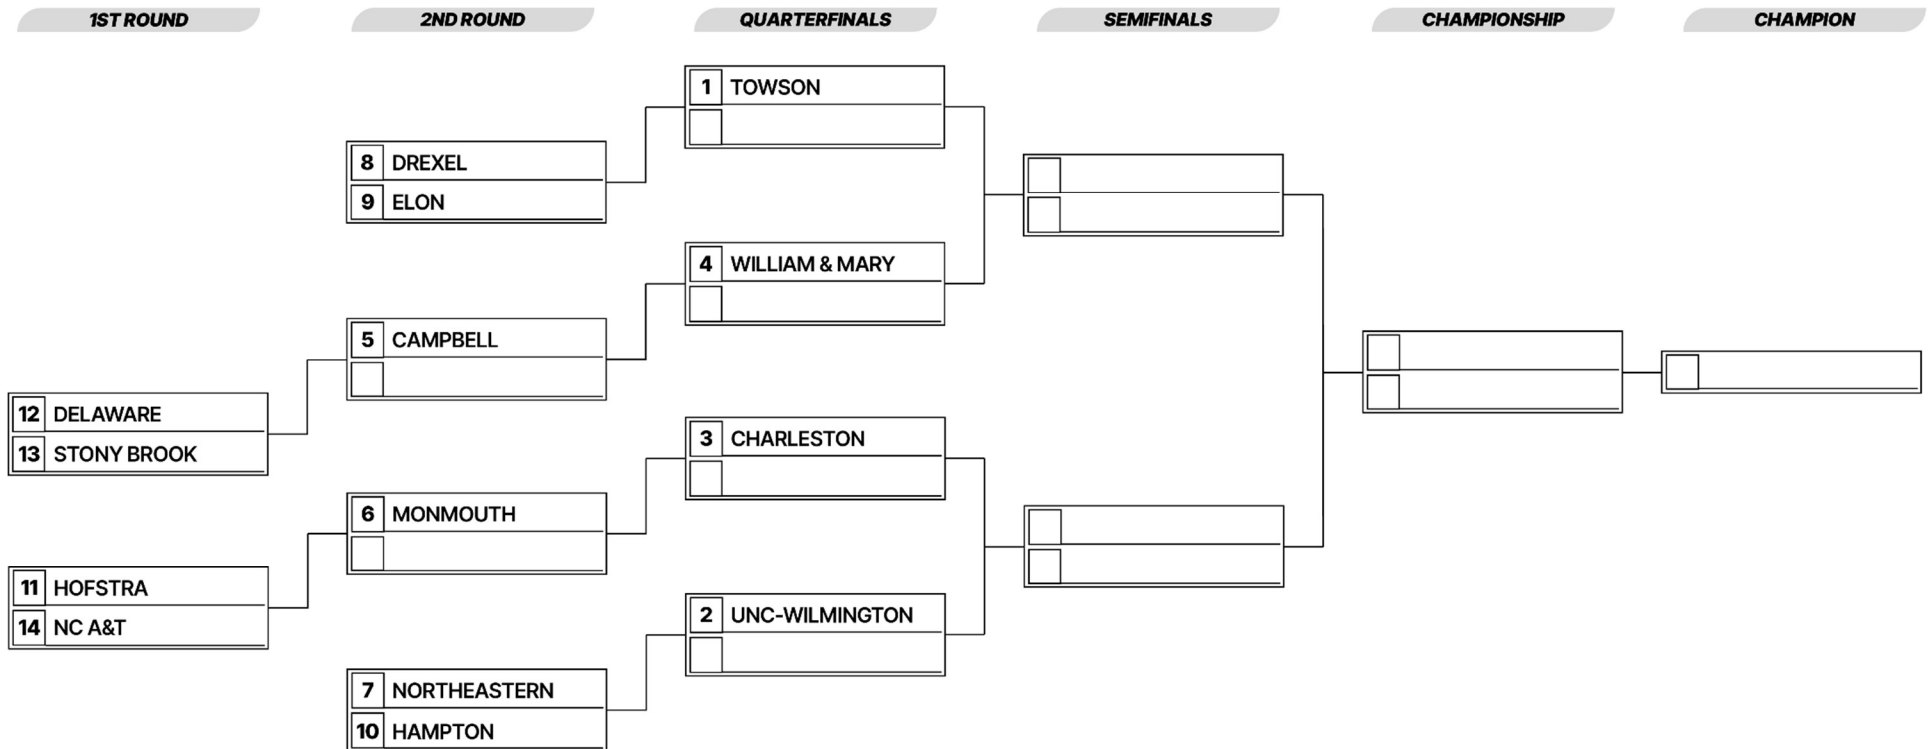 1ST ROUND
2ND ROUND
QUARTERFINALS
SEMIFINALS
CHAMPIONSHIP
CHAMPION
12 DELAWARE
13 STONY BROOK
11 HOFSTRA
14 NC A&T
8 DREXEL
9 ELON
5 CAMPBELL
6 MONMOUTH
7 NORTHEASTERN
10 HAMPTON
1 TOWSON
4 WILLIAM & MARY
3 CHARLESTON
2 UNC-WILMINGTON